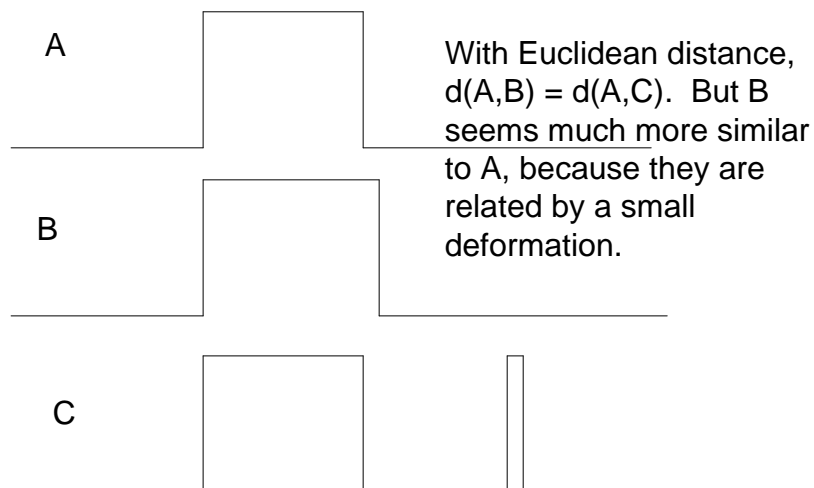 A
With Euclidean distance,
d(A,B) = d(A,C).  But B
seems much more similar
to A, because they are
related by a small
deformation.
B
C